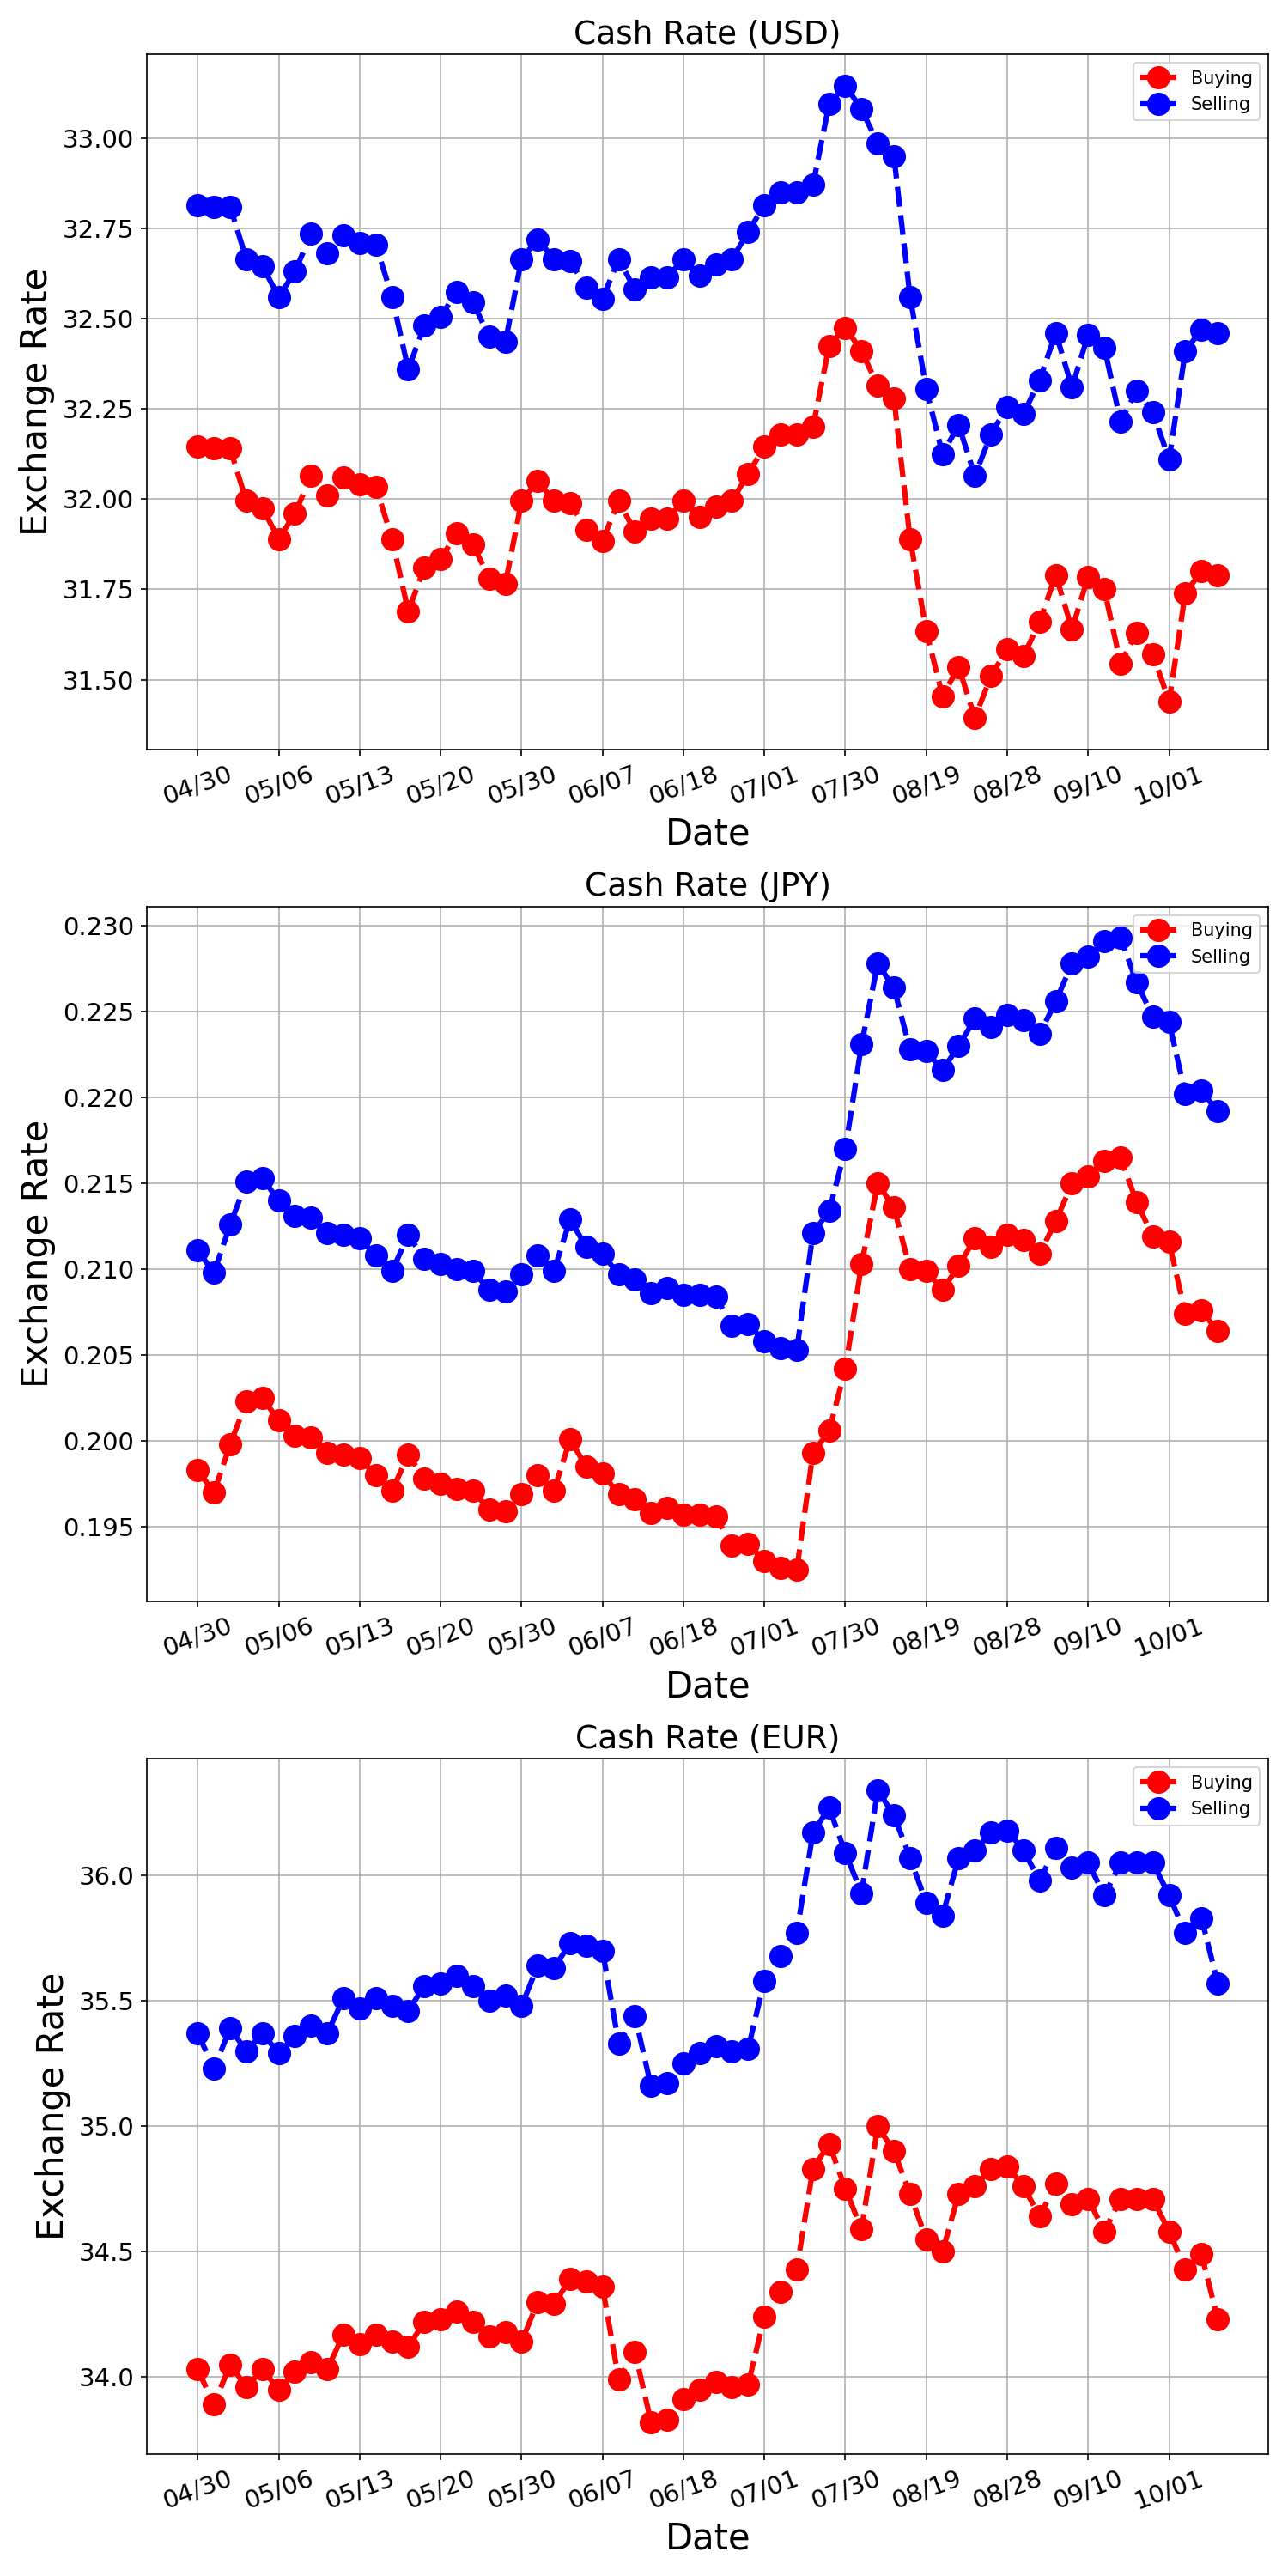 Cash Rate (USD)
Buying
Selling
33.00
32.75
32.50
32.25
32.00
31.75
31.50
Exchange Rate
04/30 05/06 05/13 05/20 05/30 06/07 06/18 07/01 07/30 08/19 08/28 09/10 10/01
Date
Cash Rate (JPY)
Buying
Selling
0.230
0.225
0.220
0.215
0.210
0.205
0.200
0.195
Exchange Rate
04/30 05/06 05/13 05/20 05/30 06/07 06/18 07/01 07/30 08/19 08/28 09/10 10/01
Date
Cash Rate (EUR)
Buying
Selling
36.0
35.5
35.0
34.5
34.0
Exchange Rate
04/30 05/06 05/13 05/20 05/30 06/07 06/18 07/01 07/30 08/19 08/28 09/10 10/01
Date